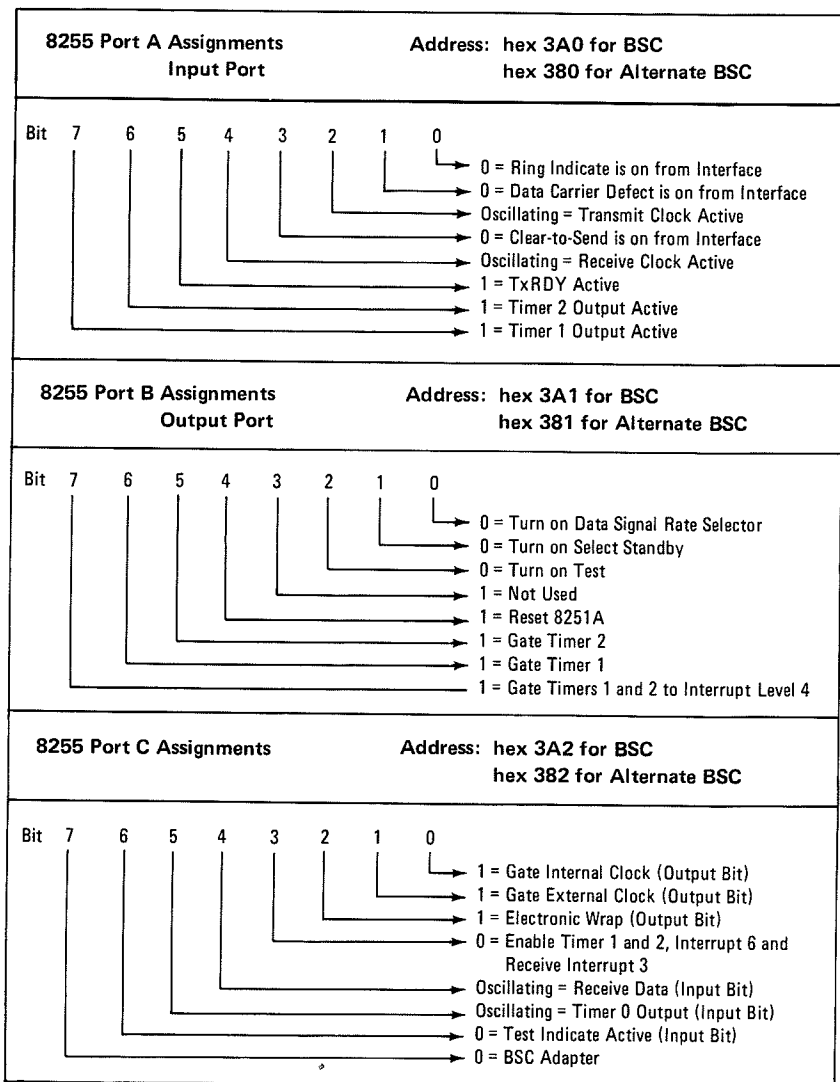 8255 Port A Assignments Address: hex 3A0 for BSC
Input Port hex 380 for Alternate BSC
Bit 7 6 5 4 3 2 1 0
0 = Ring Indicate is on from Interface
0 = Data Carrier Defect is on from Interface
Oscillating = Transmit Clock Active
0 = Clear-to-Send is on from Interface
Oscillating = Receive Clock Active
1 = TxRDY Active
1 = Timer 2 Output Active
1 = Timer 1 Output Active
8255 Port B Assignments Address: hex 3A1 for BSC
Output Port hex 381 for Alternate BSC
Bit 7 6 5 4 3 2 1 0
0 = Turn on Data Signal Rate Selector
0 = Turn on Select Standby
0 = Turn on Test
1 = Not Used
1 = Reset 8251A
1 = Gate Timer 2
1 = Gate Timer 1
1 = Gate Timers 1 and 2 to Interrupt Level 4
8255 Port C Assignments Address: hex 3A2 for BSC
hex 382 for Alternate BSC
Bit 7 6 5 4 3 2 1 0
1 = Gate Internal Clock (Output Bit)
1 = Gate External Clock (Output Bit)
1 = Electronic Wrap (Output Bit)
0 = Enable Timer 1 and 2, Interrupt 6 and
Receive Interrupt 3
Oscillating = Receive Data (Input Bit)
Oscillating = Timer 0 Output (Input Bit)
0 = Test Indicate Active (Input Bit)
0 = BSC Adapter